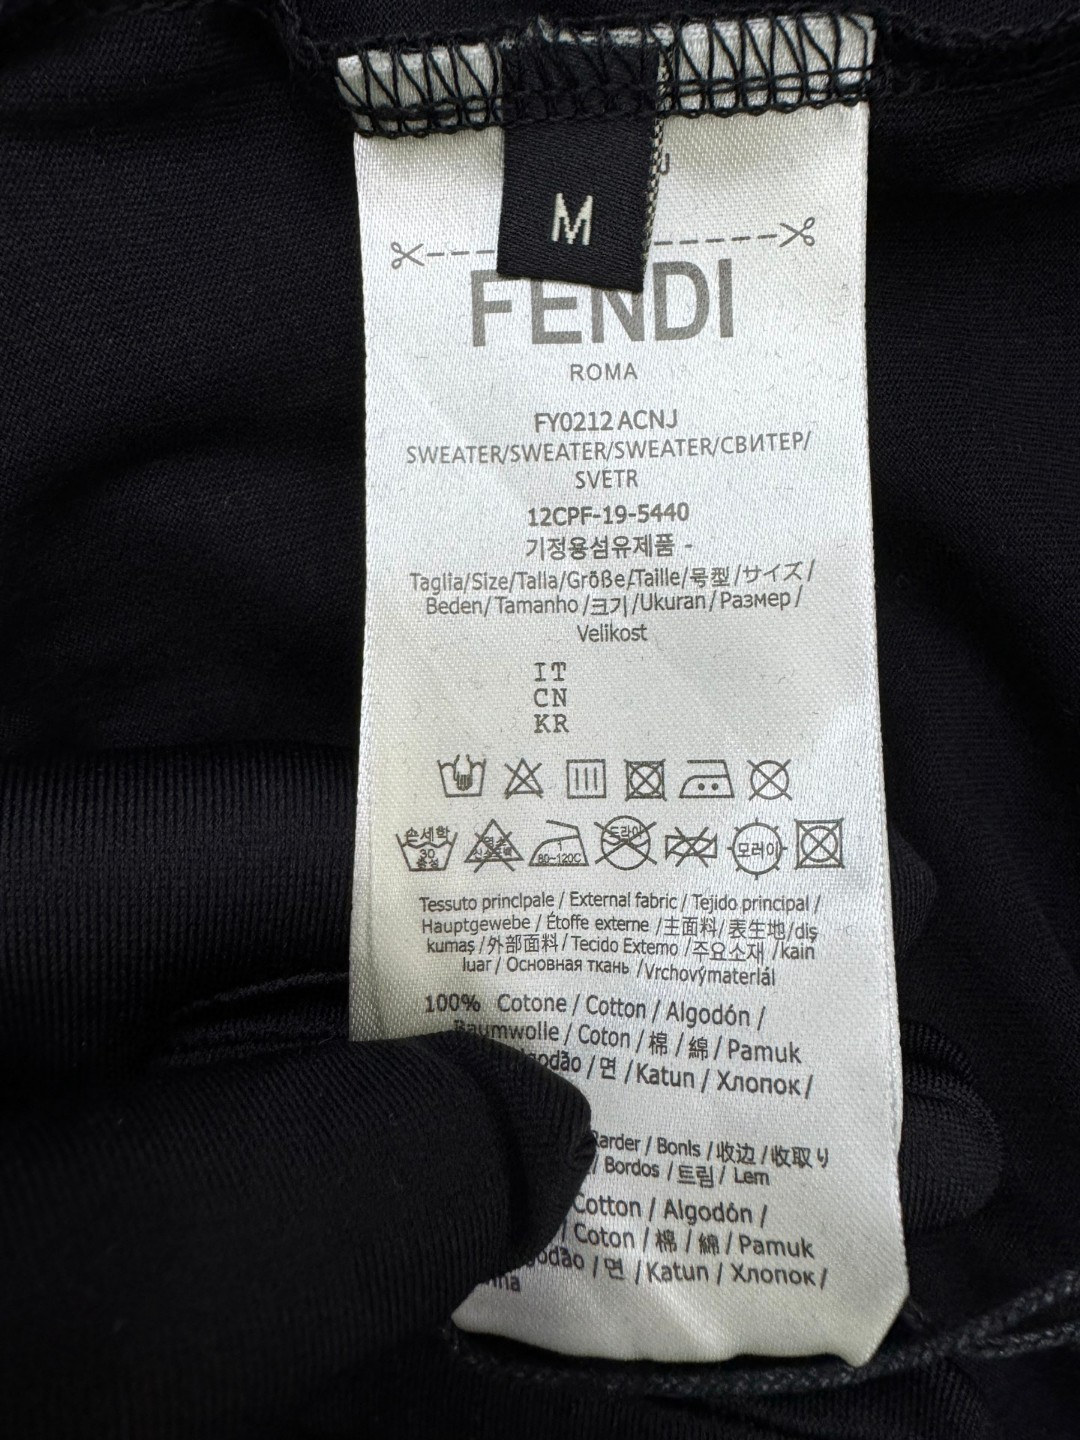 M
FENDI
ROMA
FY0212 ACNJ
SWEATER/SWEATER/SWEATER/СВИТЕР/
SVETR
12CPF-19-5440
기정용섬유제품 -
Taglia/Size/Talla/Größe/Taille/号型/サイズ/
Beden/Tamanho/크기/Ukuran/Размер/
Velikost
IT
CN
KR
손세학
30
드라이
80~120C
모러이
Tessuto principale / External fabric / Tejido principal /
Hauptgewebe / Étoffe externe /主面料/表生地/diş
kumaş/外部面料/Tecido Externo/주요소재/kain
luar/Основная ткань/Vrchovýmateriál
100% Cotone / Cotton / Algodón /
Baumwolle / Coton / 棉 / 綿 / Pamuk
/ 면 / Katun / Хлопок /
/ Bonis /收边/收取り
/ Bordos /트림/ Lem
Cotton / Algodón /
/ Coton / 棉 / 綿 / Pamuk
/ 면 / Katun / Хлопок /